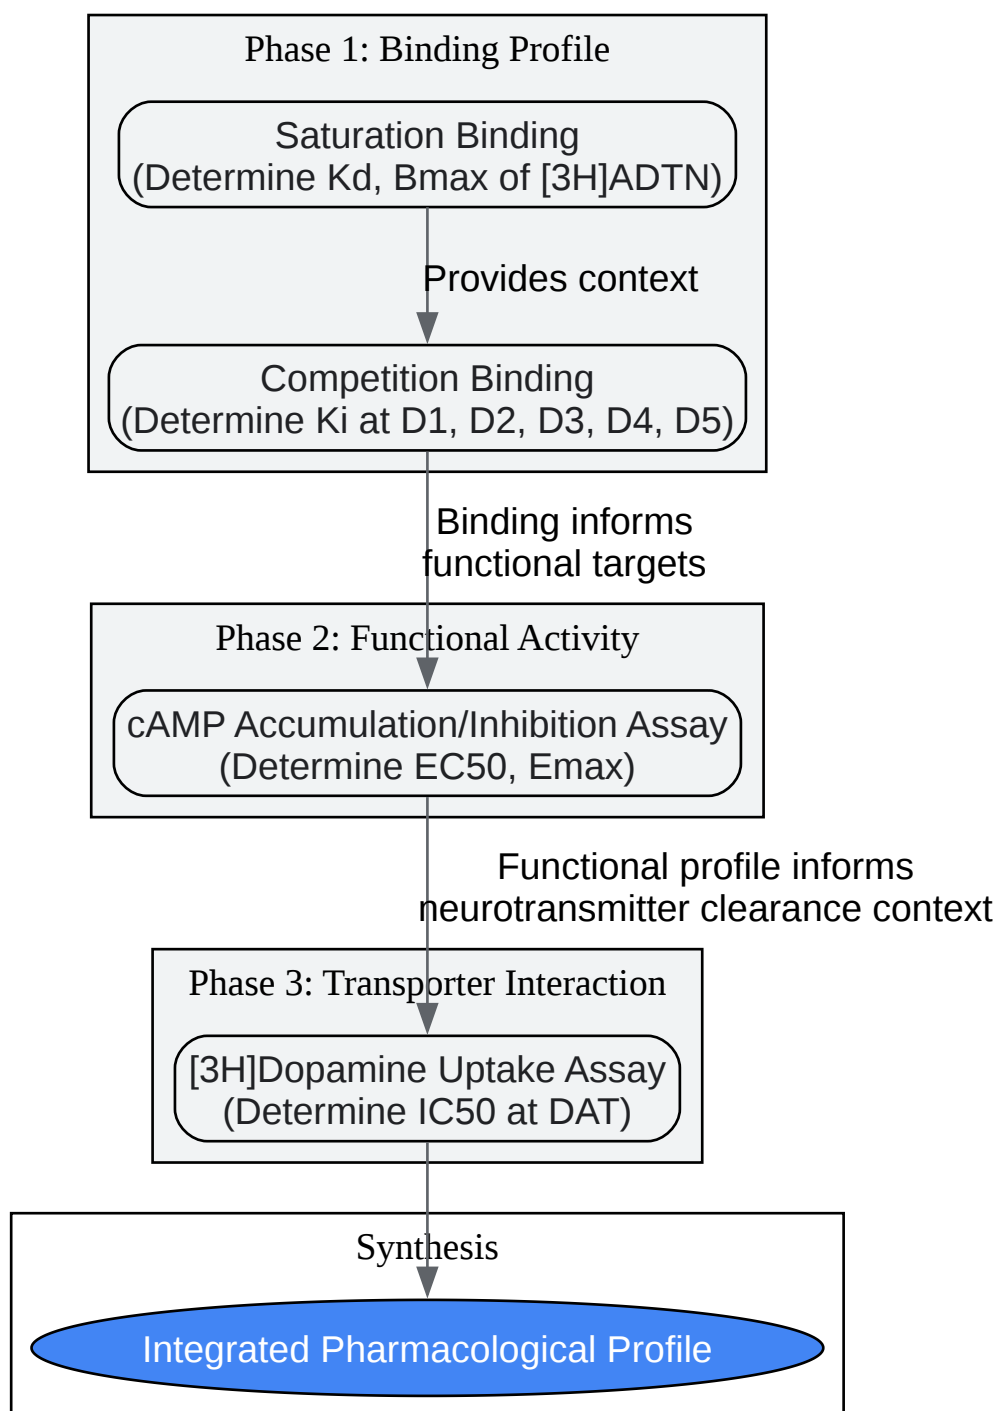 Phase 1: Binding Profile
Saturation Binding
(Determine Kd, Bmax of [3H]ADTN)
Provides context
Competition Binding
(Determine Ki at D1, D2, D3, D4, D5)
Binding informs
functional targets
Phase 2: Functional Activity
cAMP Accumulation/Inhibition Assay
(Determine EC50, Emax)
Functional profile informs
neurotransmitter clearance context
Phase 3: Transporter Interaction
[3H]Dopamine Uptake Assay
(Determine IC50 at DAT)
Synthesis
Integrated Pharmacological Profile